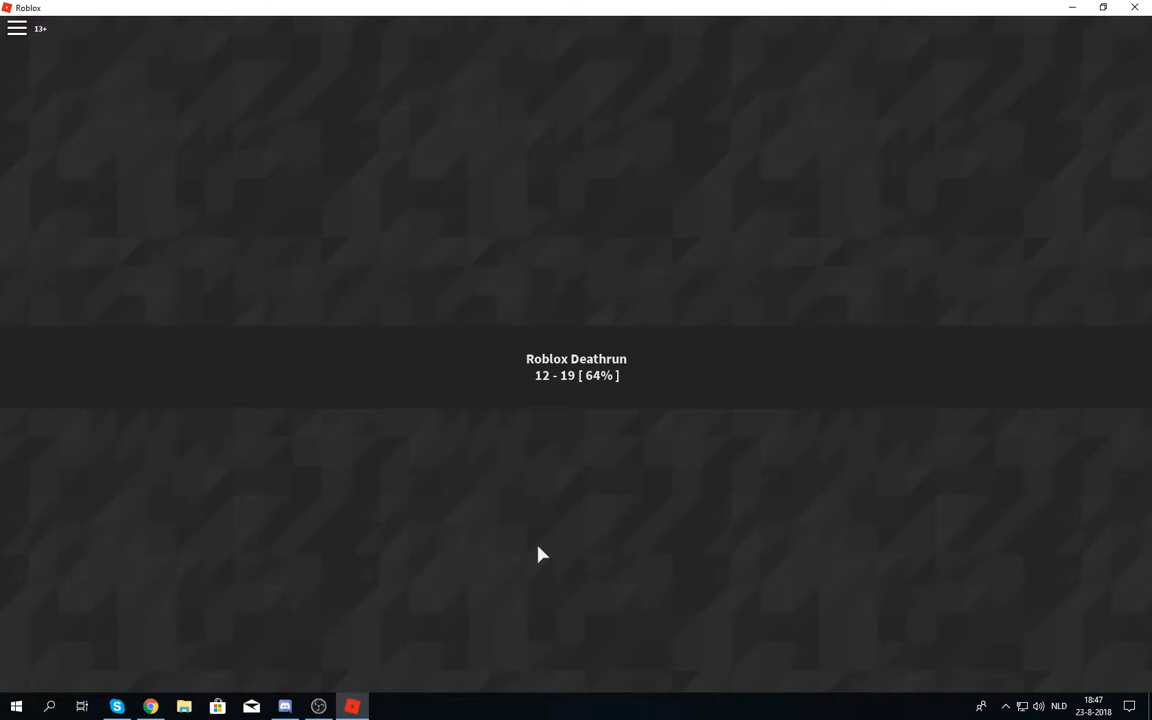 Roblox
13+
Roblox Deathrun
12 - 19 [ 64% ]
NLD
18:47
23-8-2018